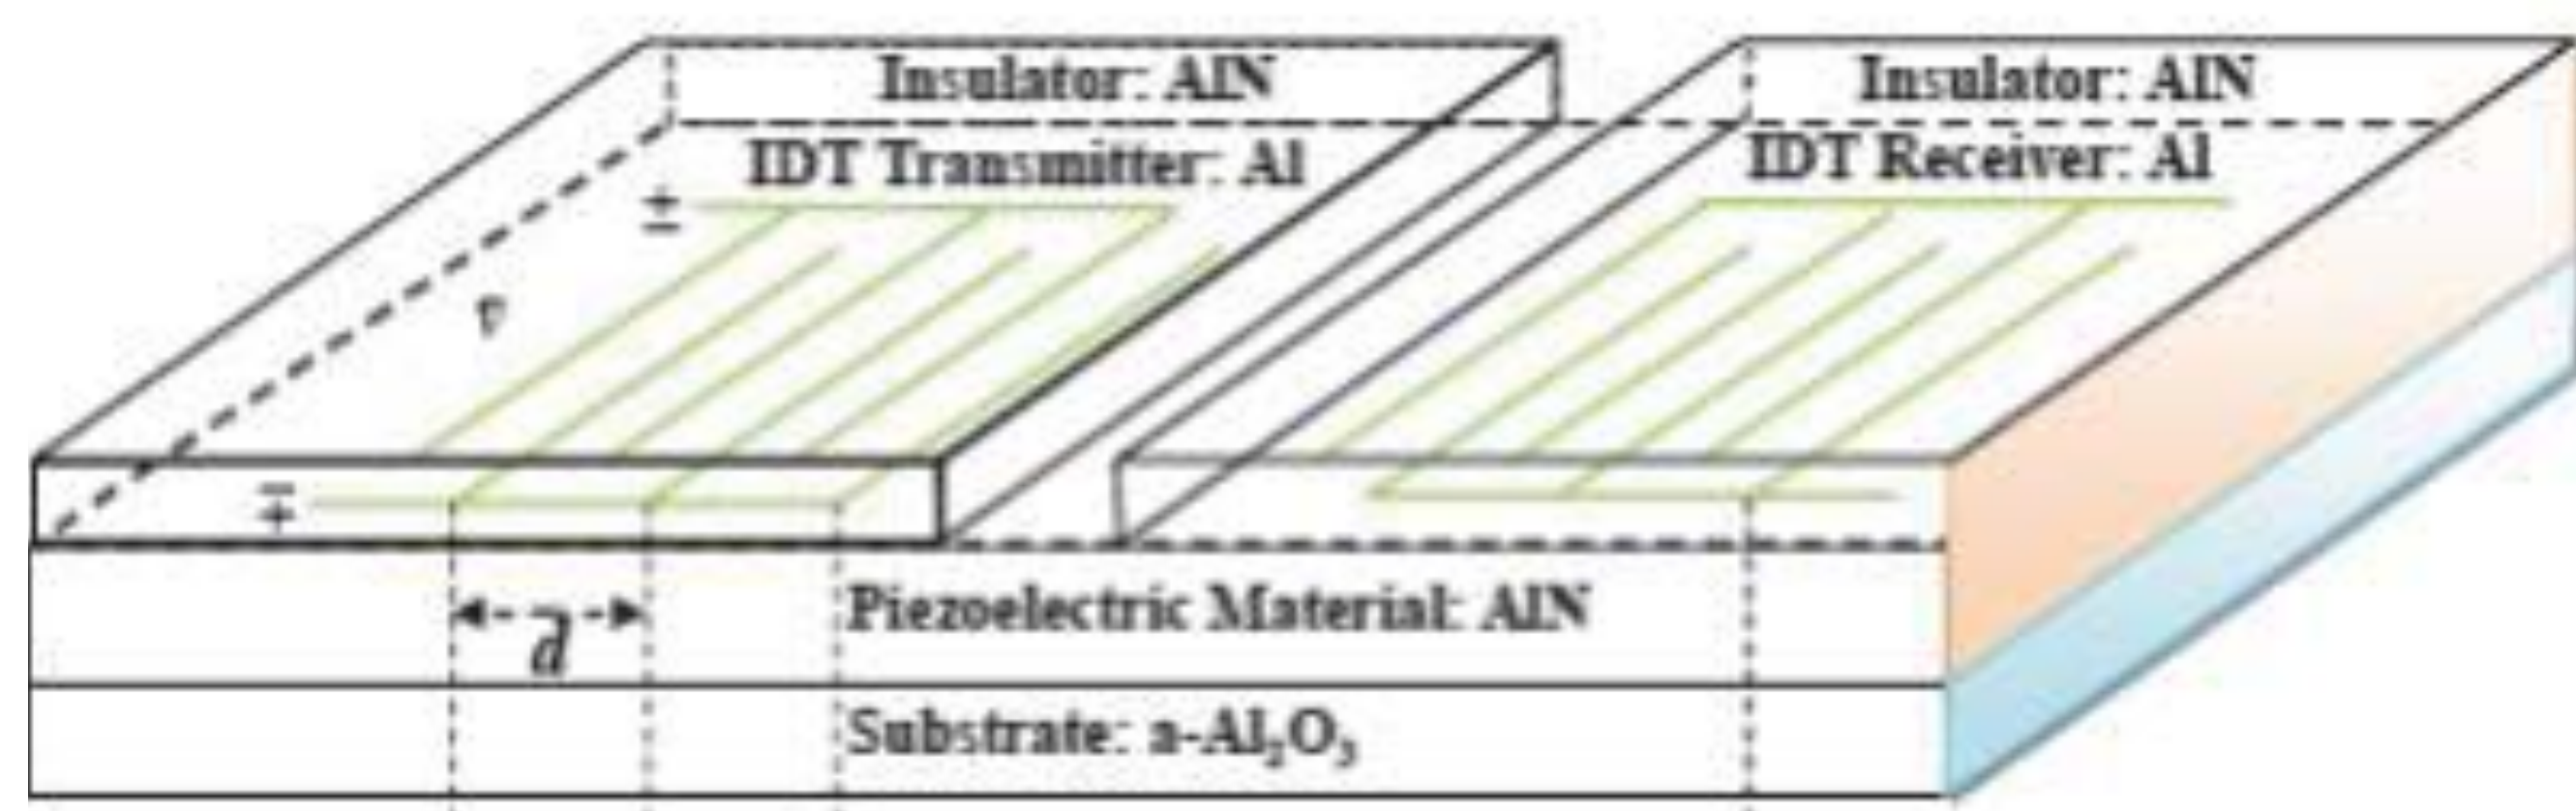 Insulator: AlN
Insulator: AlN
IDT Transmitter: Al
IDT Receiver: Al
±
∓
Piezoelectric Material: AlN
d
Substrate: a-Al₂O₃